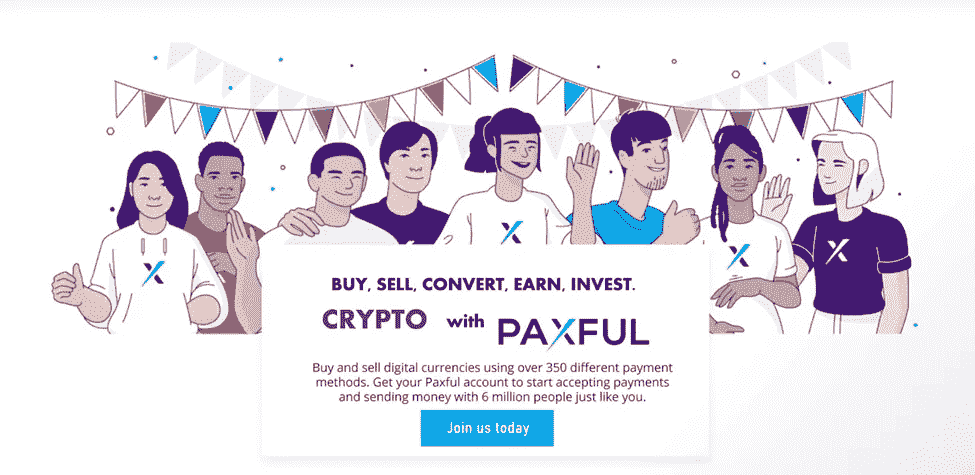 BUY, SELL, CONVERT, EARN, INVEST.
CRYPTO with PAXFUL
Buy and sell digital currencies using over 350 different payment
methods. Get your Paxful account to start accepting payments
and sending money with 6 million people just like you.
Join us today